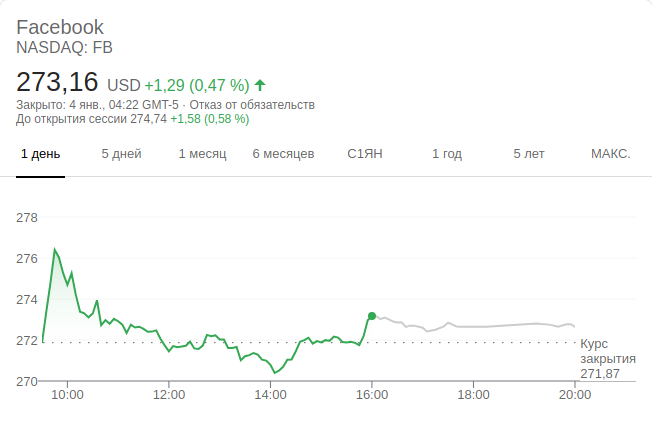 Facebook
NASDAQ: FB
273,16 USD +1,29 (0,47 %)
Закрыто: 4 янв., 04:22 GMT-5 · Отказ от обязательств
До открытия сессии 274,74 +1,58 (0,58 %)
1 день 5 дней 1 месяц 6 месяцев С1ЯН 1 год 5 лет МАКС.
278
276
274
272
Курс
закрытия
271,87
270
10:00 12:00 14:00 16:00 18:00 20:00